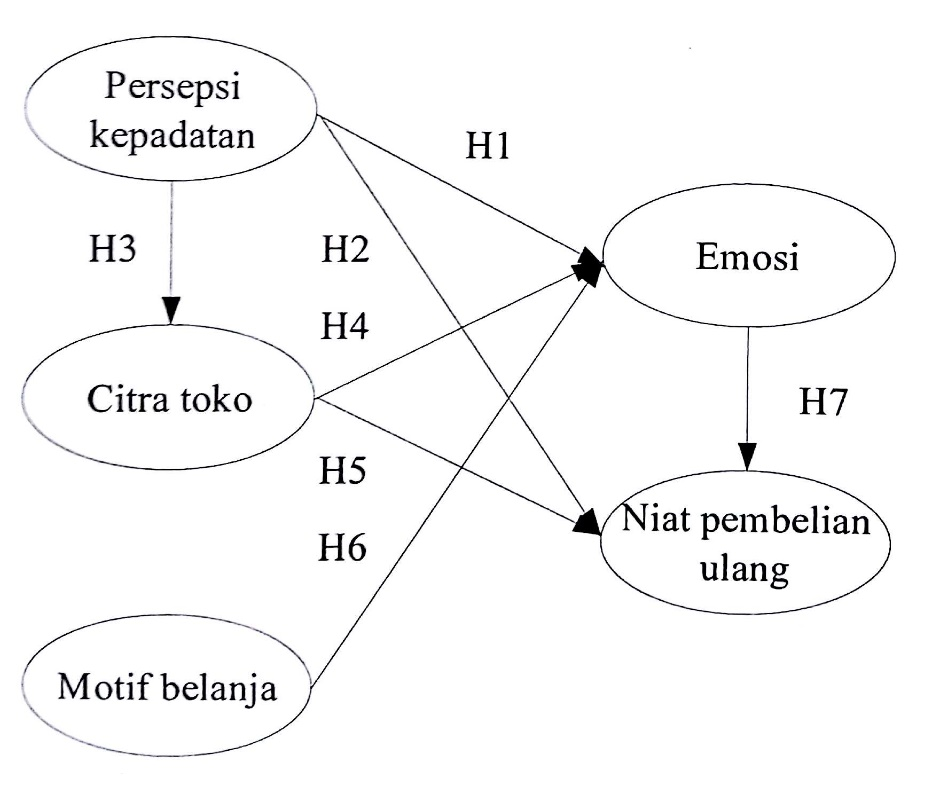 Persepsi
kepadatan
H1
H3
H2
Emosi
H4
Citra toko
H7
H5
Niat pembelian
ulang
H6
Motif belanja